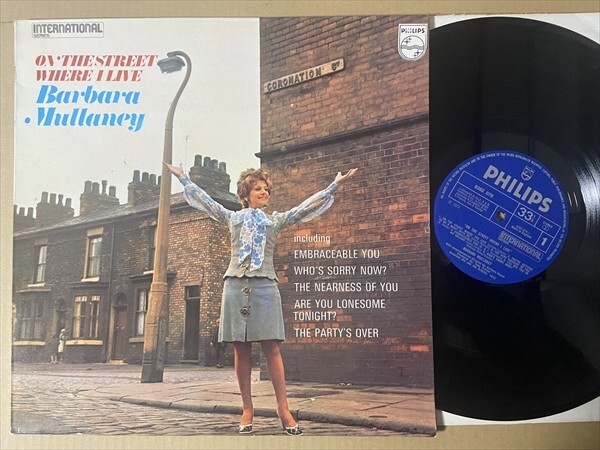 INTERNATIONAL
SERIES
ON THE STREET
WHERE I LIVE
Barbara
Mullaney
PHILIPS
CORONATION ST
including
EMBRACEABLE YOU
WHO'S SORRY NOW?
THE NEARNESS OF YOU
ARE YOU LONESOME
TONIGHT?
THE PARTY'S OVER
PHILIPS
33
INTERNATIONAL
1